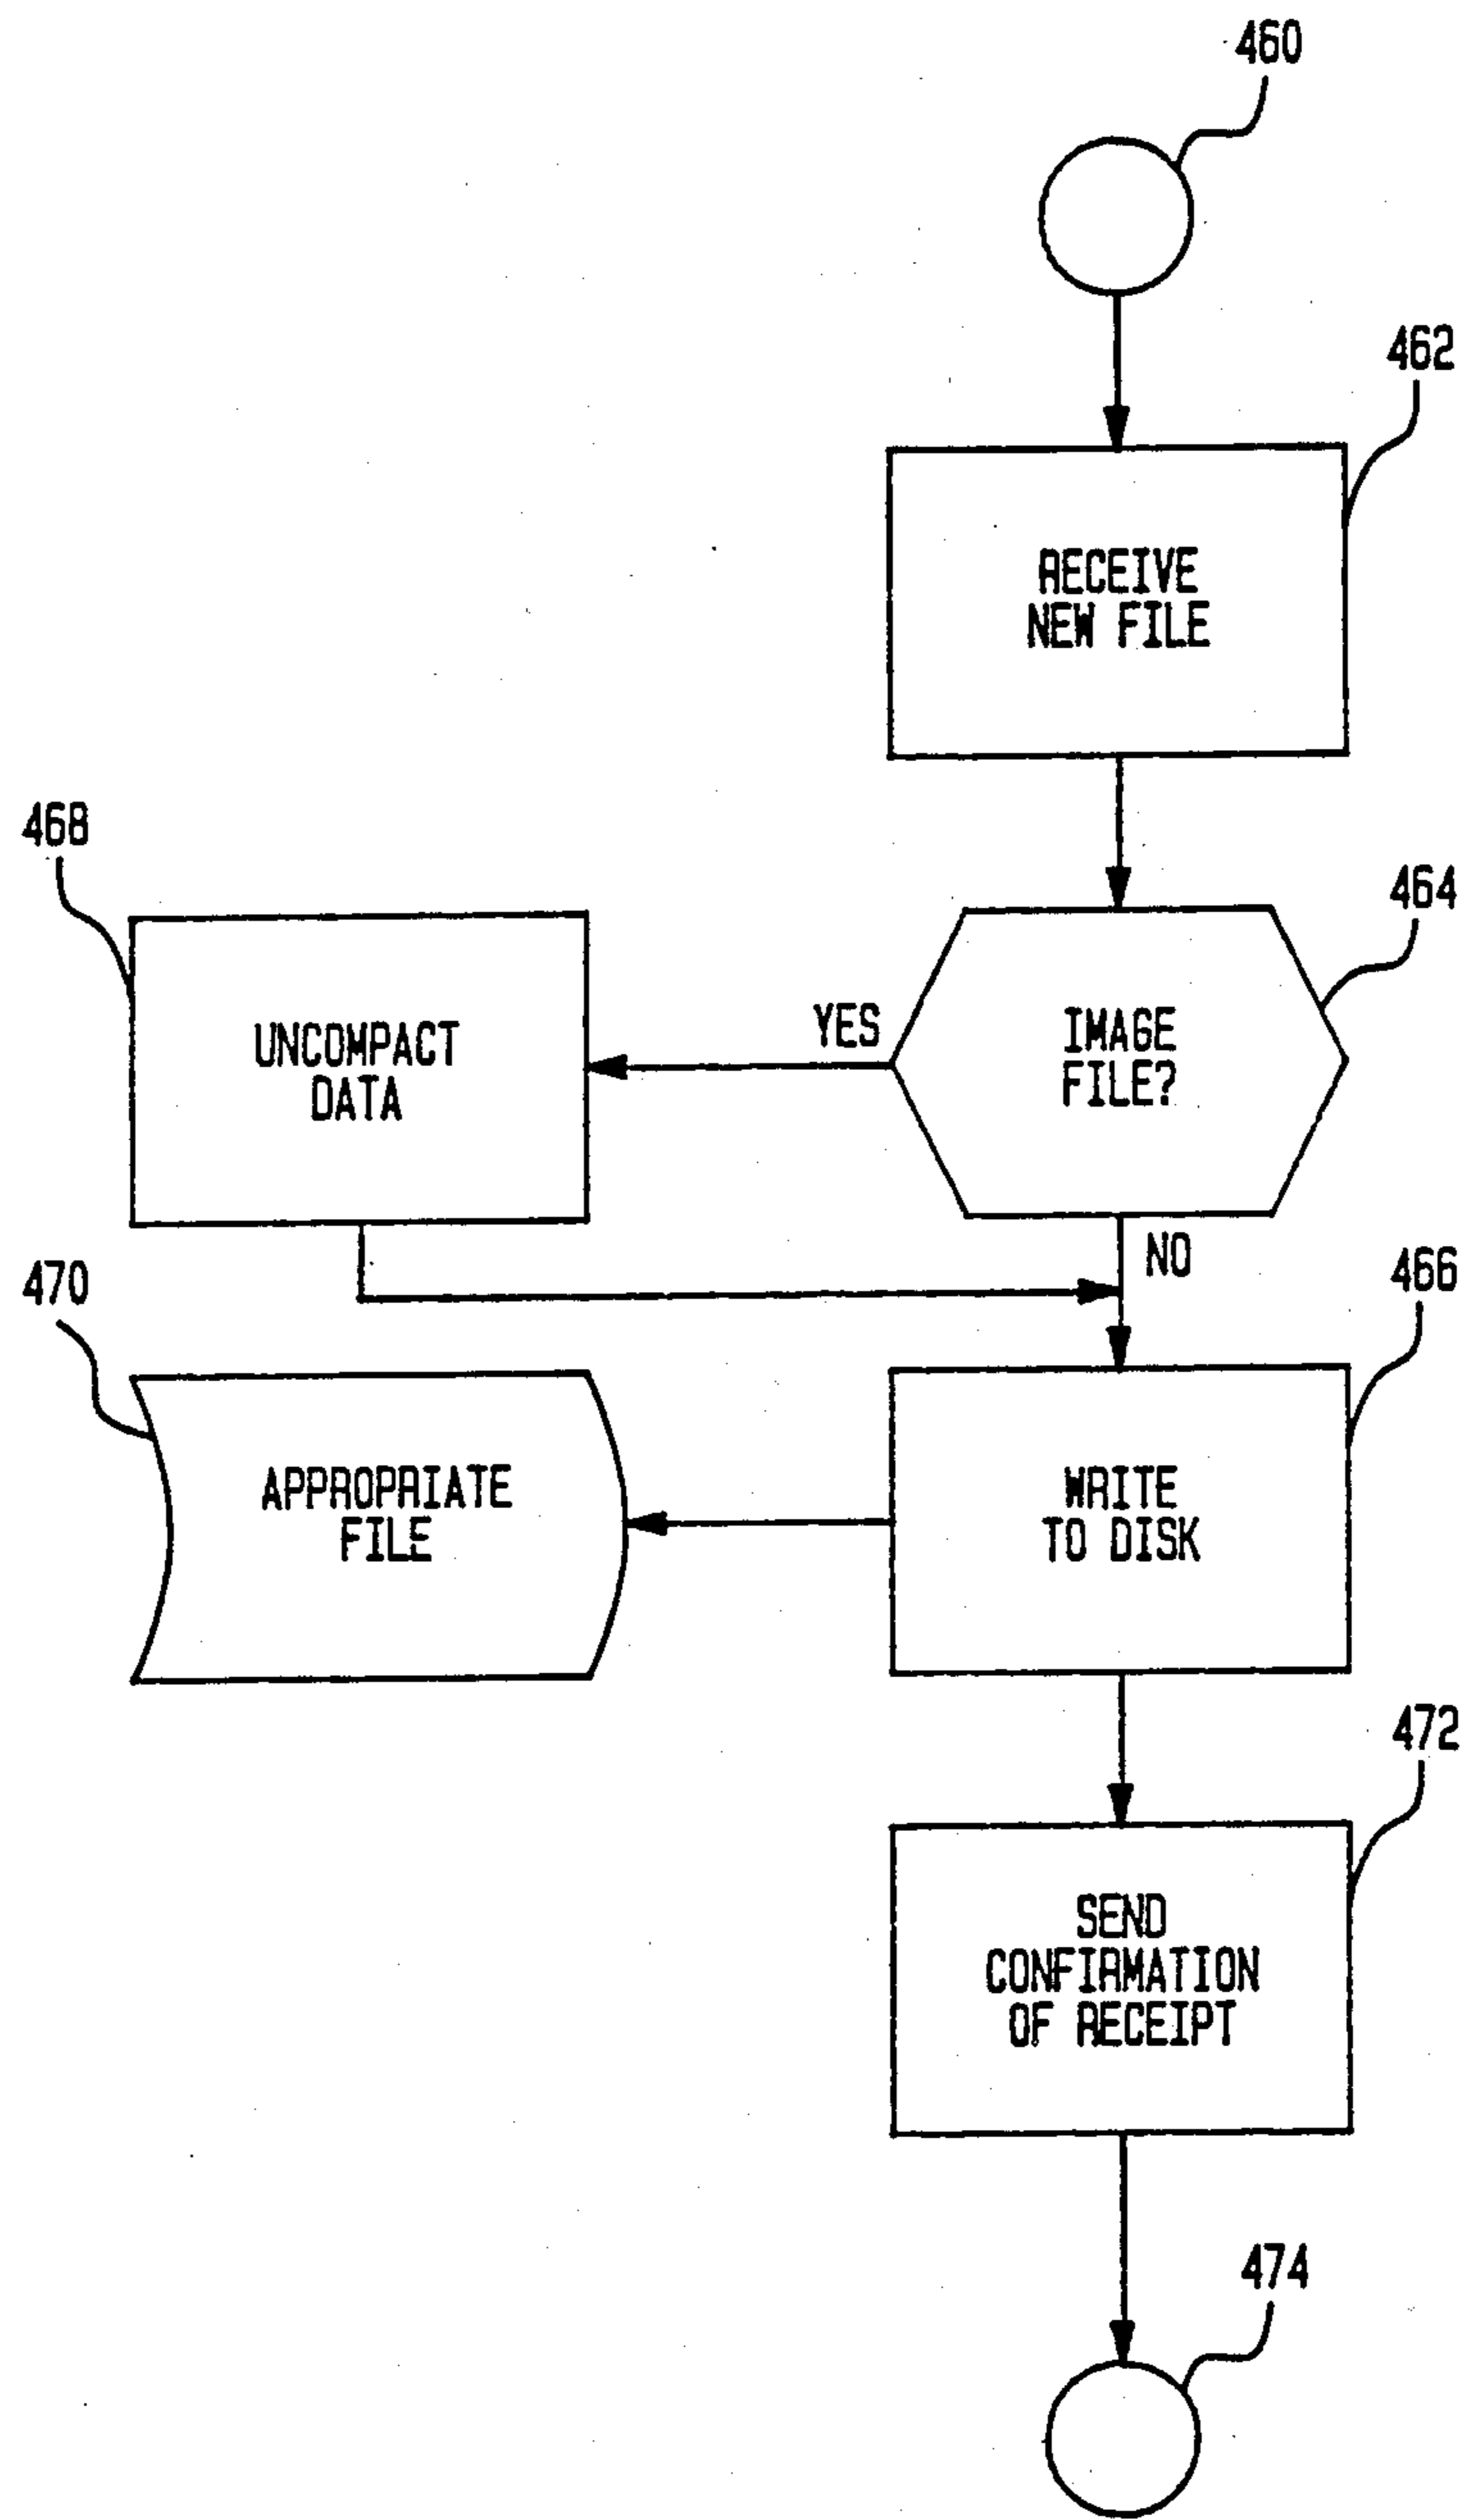 460
462
RECEIVE
NEW FILE
468
464
UNCOMPACT
DATA
YES
IMAGE
FILE?
NO
470
466
APPROPRIATE
FILE
WRITE
TO DISK
472
SEND
CONFIRMATION
OF RECEIPT
474